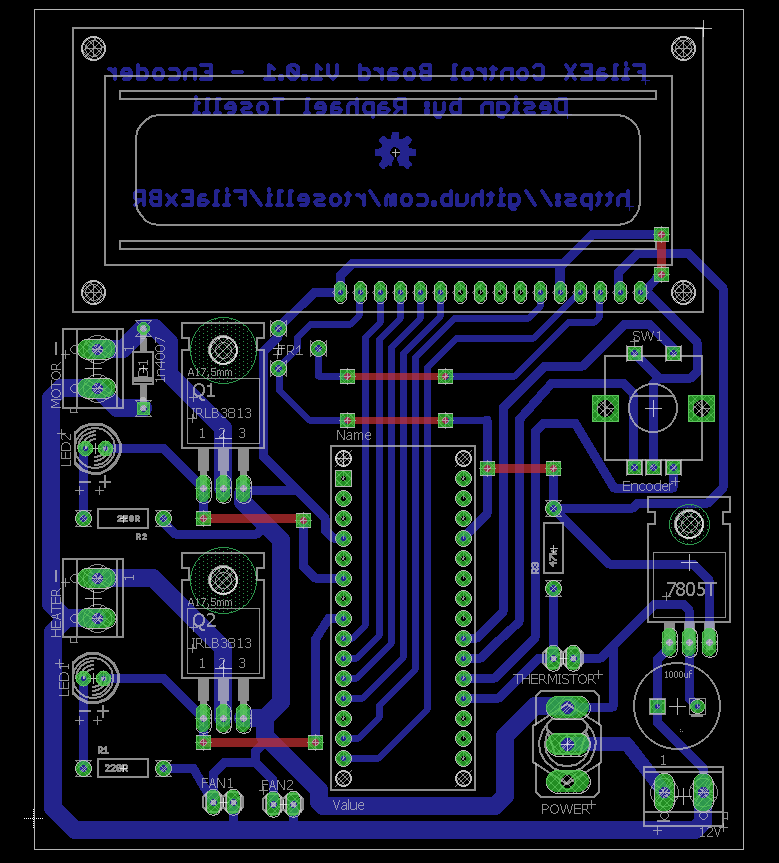 FilaEX Control Board V1.0.1 - Encoder
Design by: Raphael Toselli
https://github.com/rtoselli/FilaExBR
SW1
MOTOR
1n4007
D1
TR1
A17,5mm
Q1
IRLB3813
1 2 3
Name
LED2
Encoder
220R
R2
7805T
47K
R3
HEATER
1
A17,5mm
Q2
IRLB3813
1 2 3
LED1
THERMISTOR
1000uF
R1
220R
1
FAN1
FAN2
Value
POWER
12V